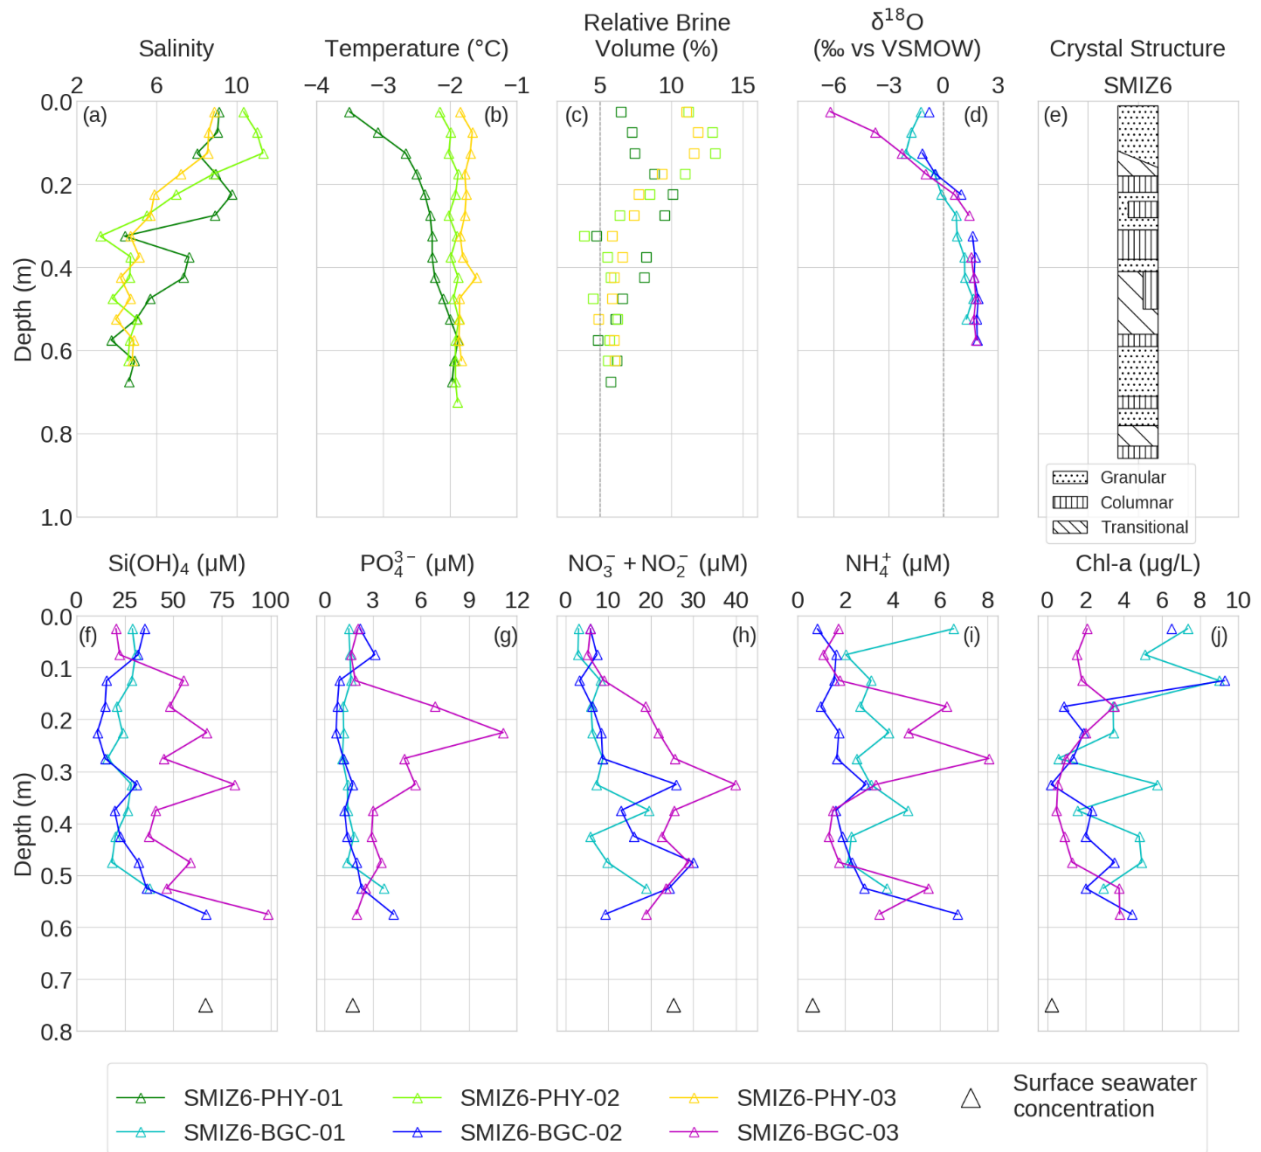 Salinity
Temperature (°C)
Relative Brine
Volume (%)
δ¹⁸O
(‰ vs VSMOW)
Crystal Structure
SMIZ6
2 6 10
−4 −3 −2 −1
5 10 15
−6 −3 0 3
(a)
(b)
(c)
(d)
(e)
Depth (m)
0.0
0.2
0.4
0.6
0.8
1.0
Granular
Columnar
Transitional
Si(OH)₄ (μM)
PO₄³⁻ (μM)
NO₃⁻ + NO₂⁻ (μM)
NH₄⁺ (μM)
Chl-a (μg/L)
0 25 50 75 100
0 3 6 9 12
0 10 20 30 40
0 2 4 6 8
0 2 4 6 8 10
(f)
(g)
(h)
(i)
(j)
Depth (m)
0.0
0.1
0.2
0.3
0.4
0.5
0.6
0.7
0.8
SMIZ6-PHY-01
SMIZ6-PHY-02
SMIZ6-PHY-03
Surface seawater
concentration
SMIZ6-BGC-01
SMIZ6-BGC-02
SMIZ6-BGC-03